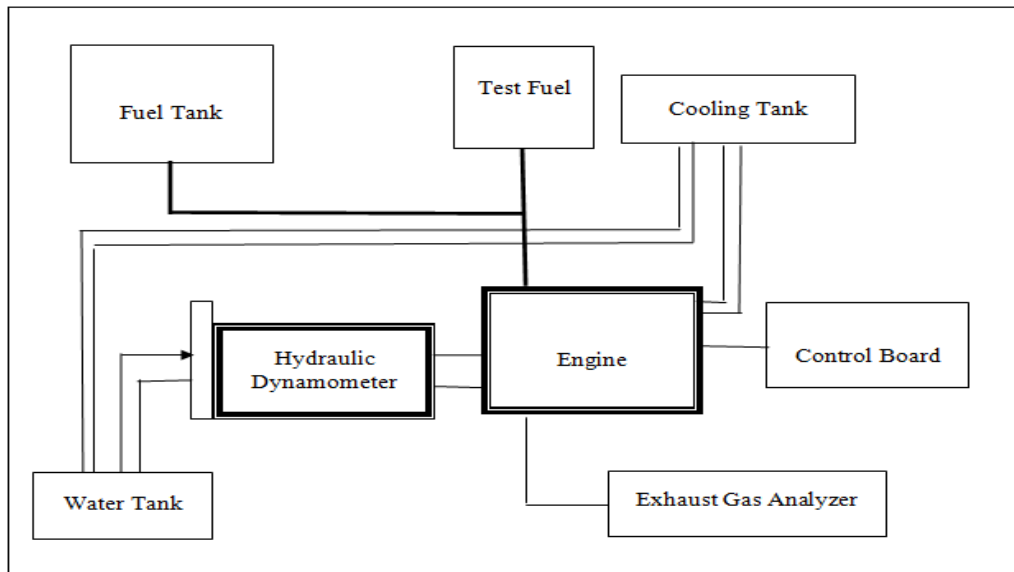 Fuel Tank
Test Fuel
Cooling Tank
Hydraulic
Dynamometer
Engine
Control Board
Water Tank
Exhaust Gas Analyzer